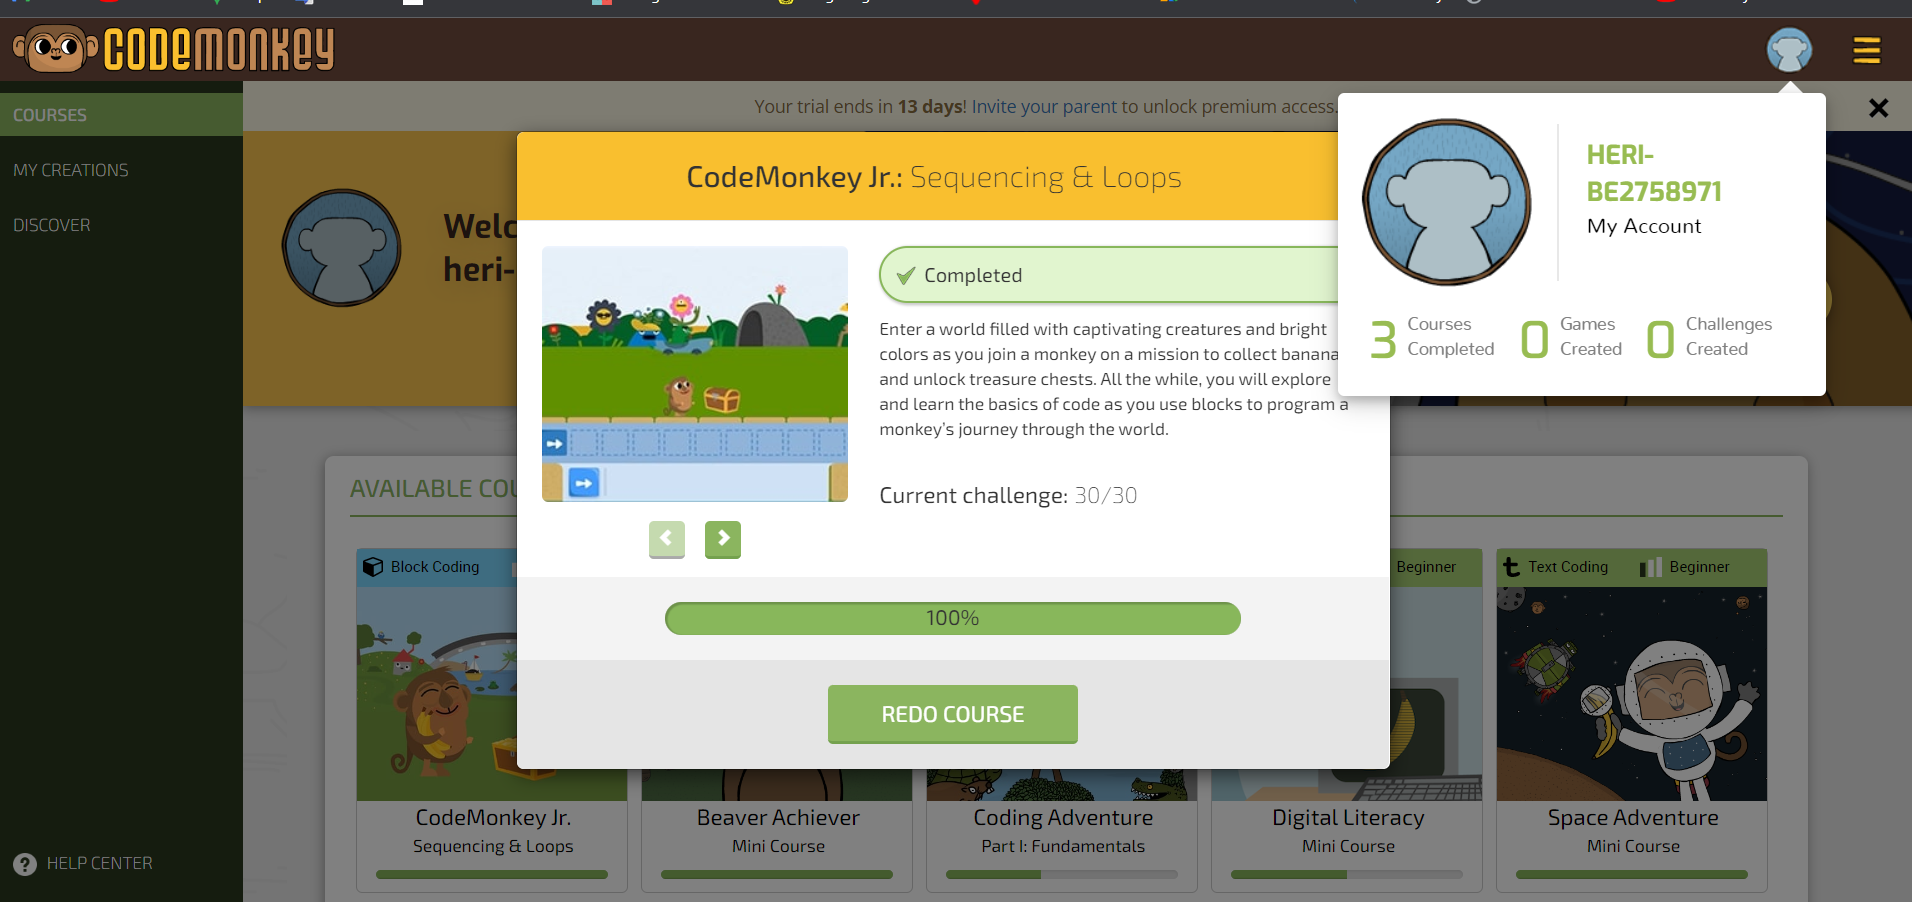 CODEMONKEY
COURSES
MY CREATIONS
DISCOVER
HELP CENTER
Your trial ends in 13 days! Invite your parent to unlock premium access.
Welc
heri-
CodeMonkey Jr.: Sequencing & Loops
Completed
Enter a world filled with captivating creatures and bright
colors as you join a monkey on a mission to collect banana
and unlock treasure chests. All the while, you will explore
and learn the basics of code as you use blocks to program a
monkey's journey through the world.
Current challenge: 30/30
100%
REDO COURSE
HERI-
BE2758971
My Account
3 Courses Completed
0 Games Created
0 Challenges Created
AVAILABLE COU
Block Coding
Beginner
t Text Coding Beginner
CodeMonkey Jr.
Sequencing & Loops
Beaver Achiever
Mini Course
Coding Adventure
Part I: Fundamentals
Digital Literacy
Mini Course
Space Adventure
Mini Course